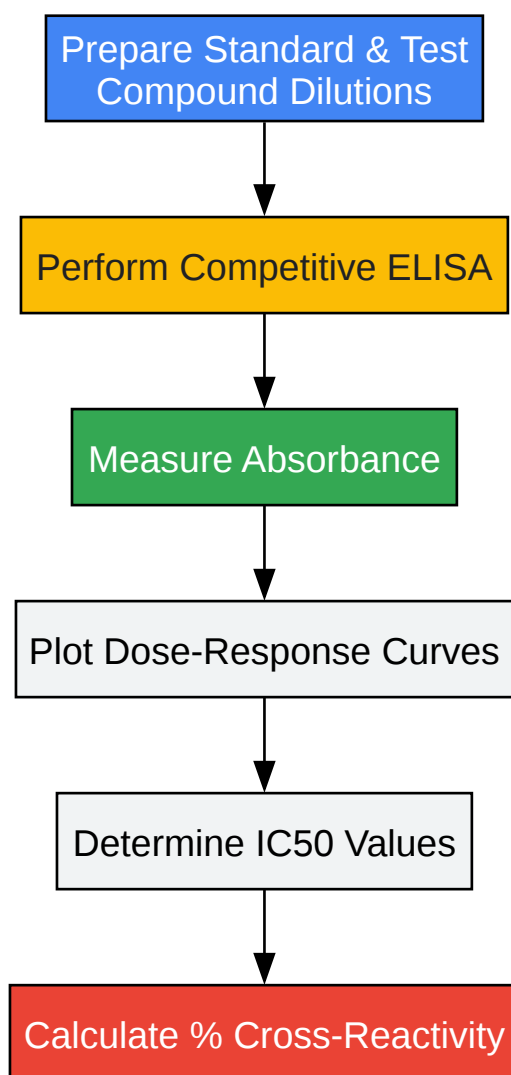 Prepare Standard & Test
Compound Dilutions
Perform Competitive ELISA
Measure Absorbance
Plot Dose-Response Curves
Determine IC50 Values
Calculate % Cross-Reactivity